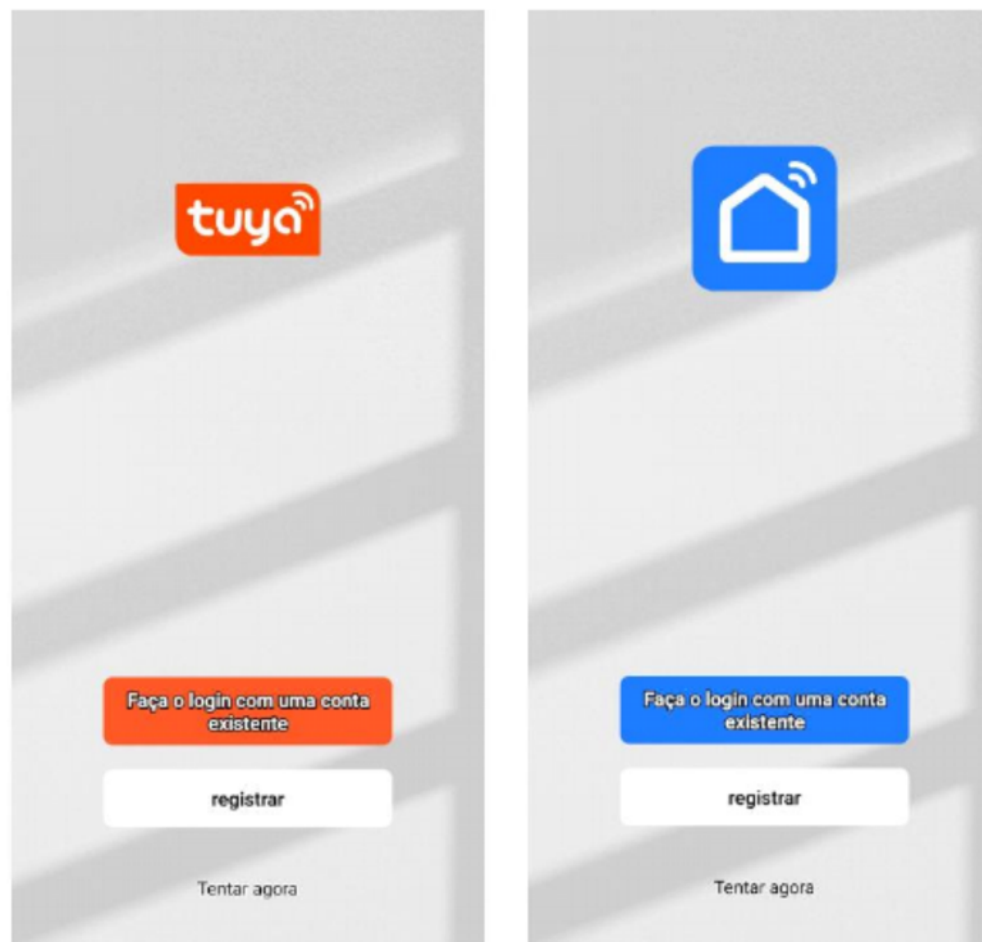 tuya
Faça o login com uma conta
existente
registrar
Tentar agora
Faça o login com uma conta
existente
registrar
Tentar agora